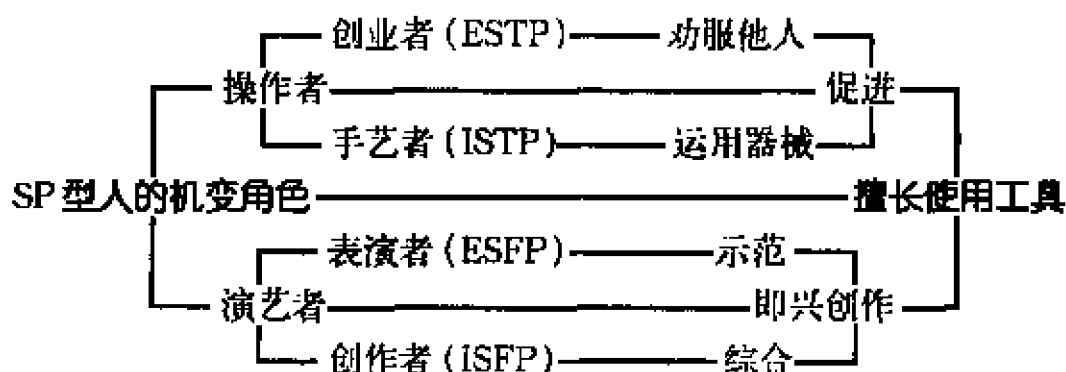 创业者(ESTP) 劝服他人
操作者 促进
手艺者(ISTP) 运用器械
SP型人的机变角色 擅长使用工具
表演者(ESFP) 示范
演艺者 即兴创作
创作者(ISFP) 综合